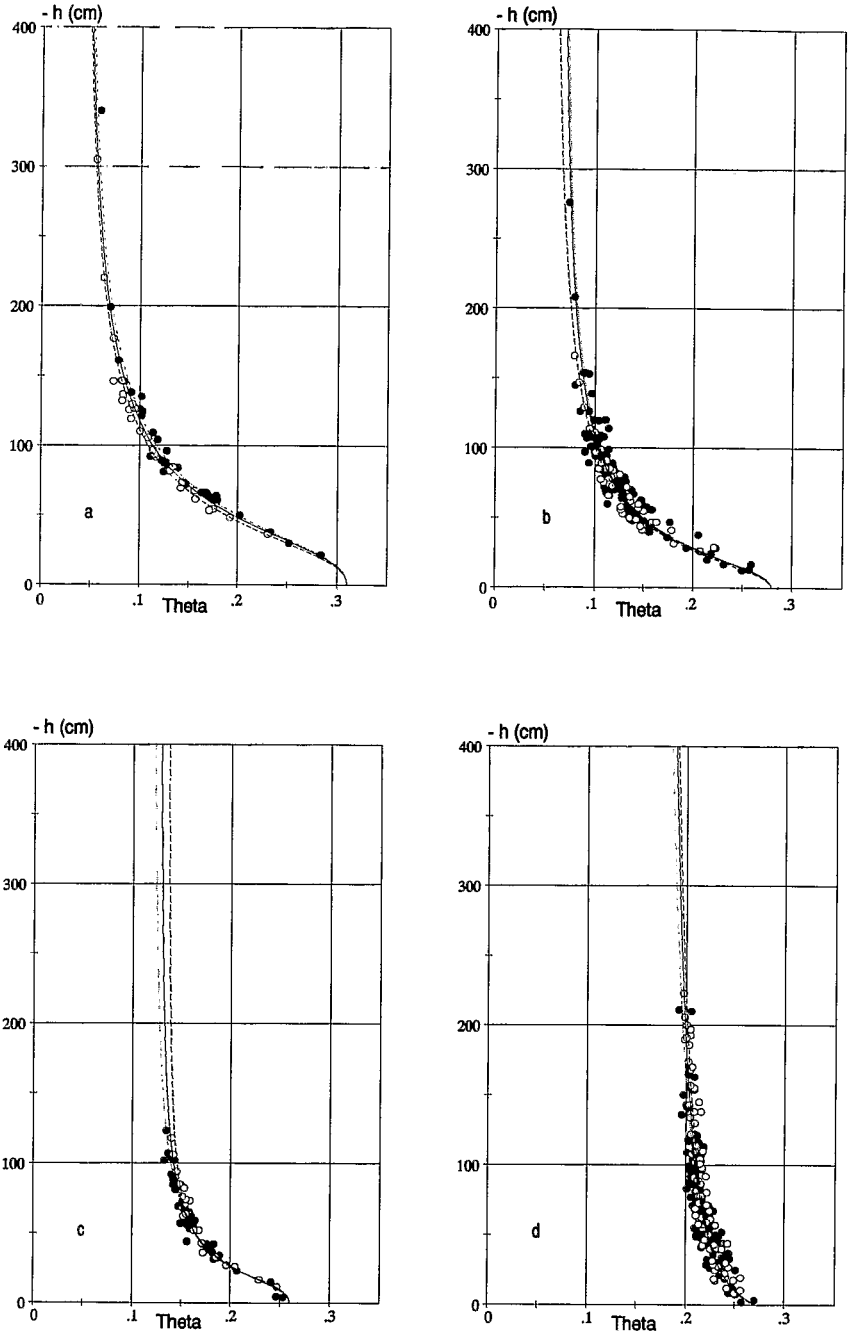 - h (cm) - h (cm)
400 400
300 300
200 200
100 100
a b
0 0
0 .1 .2 .3 0 .1 .2 .3
Theta Theta
- h (cm) - h (cm)
400 400
300 300
200 200
100 100
c d
0 0
0 .1 .2 .3 0 .1 .2 .3
Theta Theta